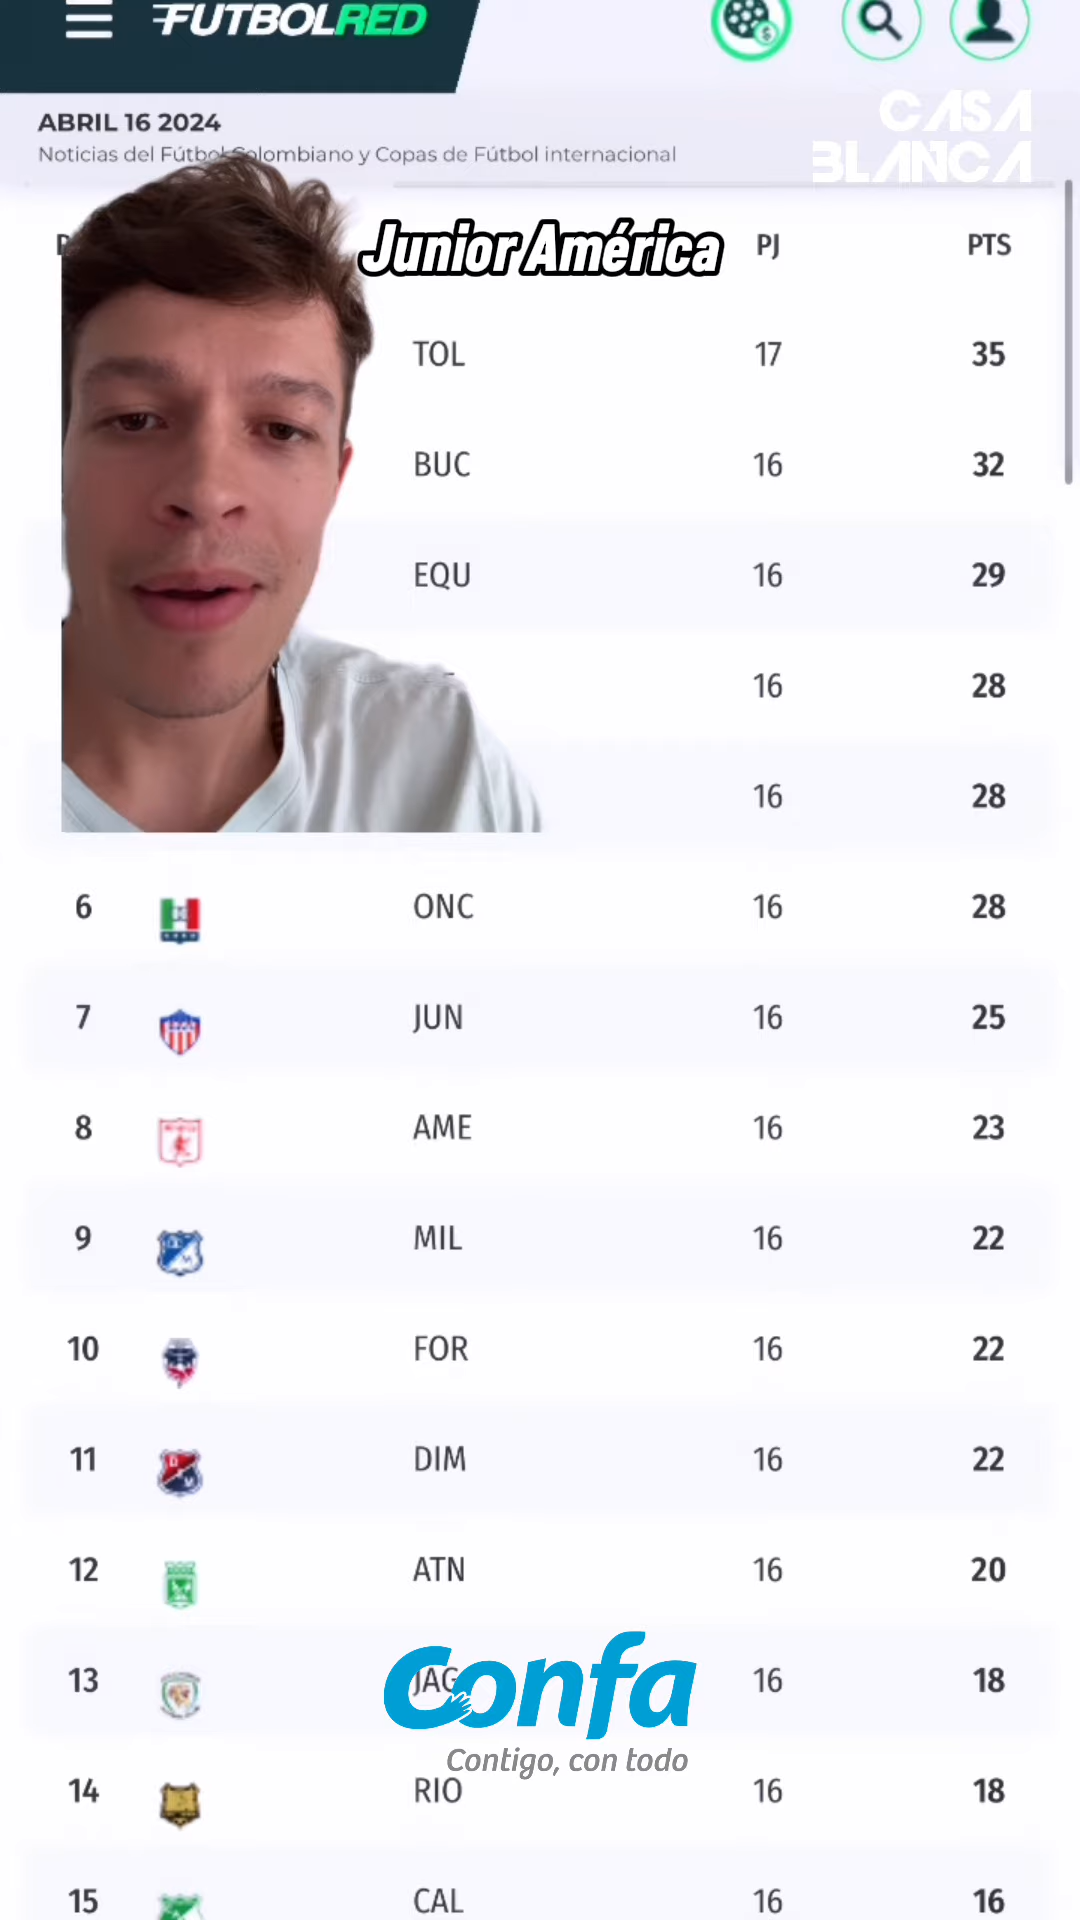 FUTBOLRED
CASA
BLANCA
ABRIL 16 2024
Noticias del Fútbol Colombiano y Copas de Fútbol internacional
Junior América
PJ PTS
TOL 17 35
BUC 16 32
EQU 16 29
16 28
16 28
6 ONC 16 28
7 JUN 16 25
8 AME 16 23
9 MIL 16 22
10 FOR 16 22
11 DIM 16 22
12 ATN 16 20
13 JAG 16 18
Confa
Contigo, con todo
14 RIO 16 18
15 CAL 16 16